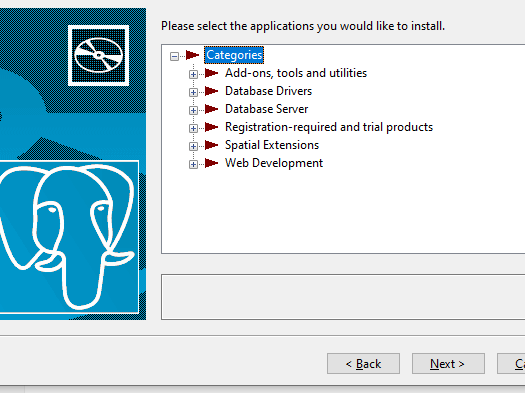 Please select the applications you would like to install.
Categories
Add-ons, tools and utilities
Database Drivers
Database Server
Registration-required and trial products
Spatial Extensions
Web Development
< Back
Next >